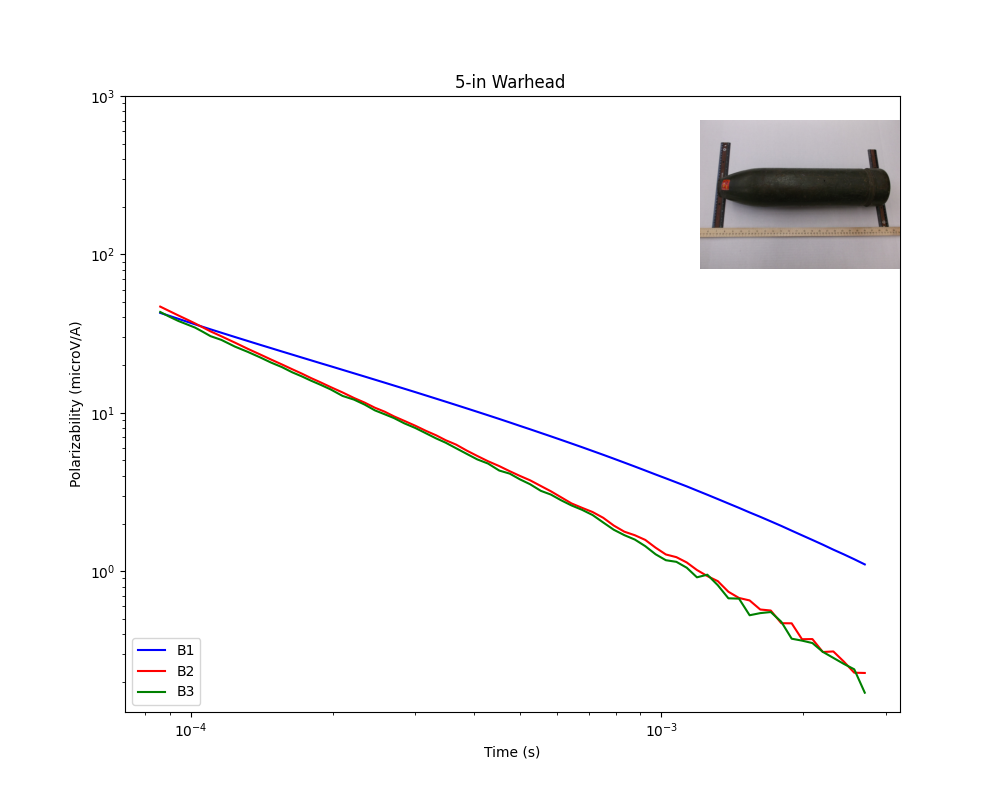 5-in Warhead
10³
10²
10¹
10⁰
Polarizability (microV/A)
B1
B2
B3
10⁻⁴
10⁻³
Time (s)